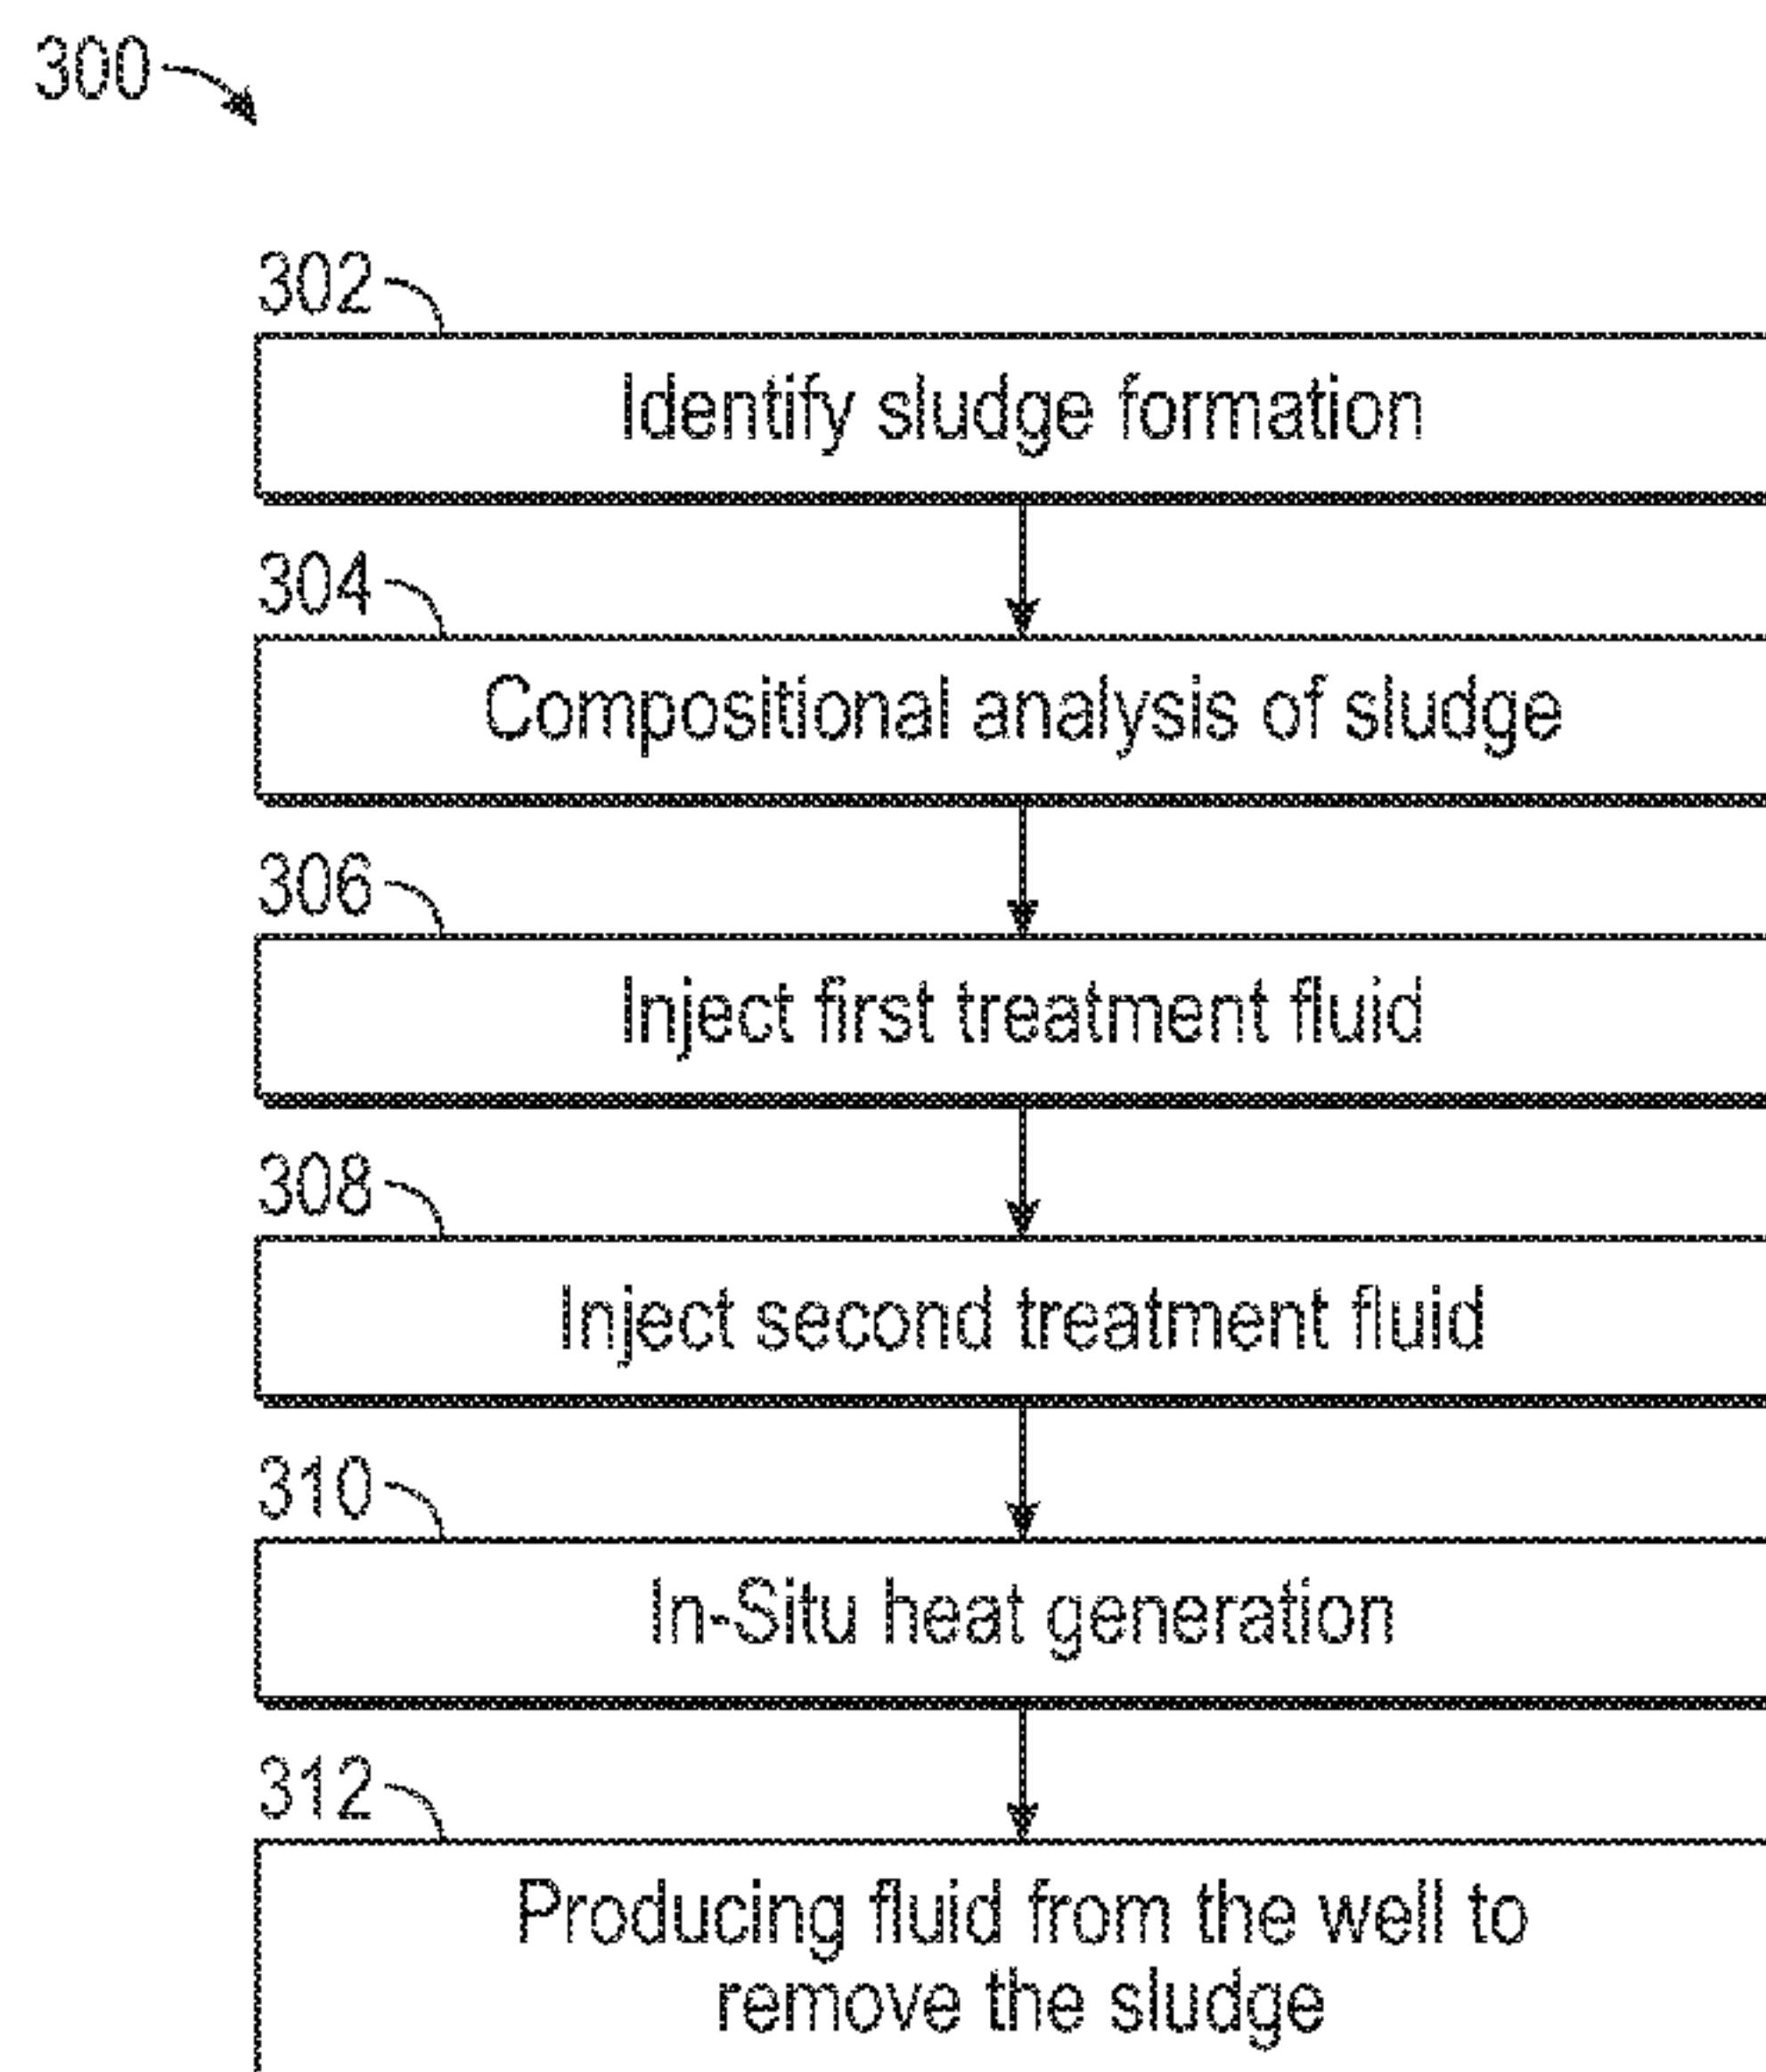 300
302
Identify sludge formation
304
Compositional analysis of sludge
306
Inject first treatment fluid
308
Inject second treatment fluid
310
In-Situ heat generation
312
Producing fluid from the well to
remove the sludge